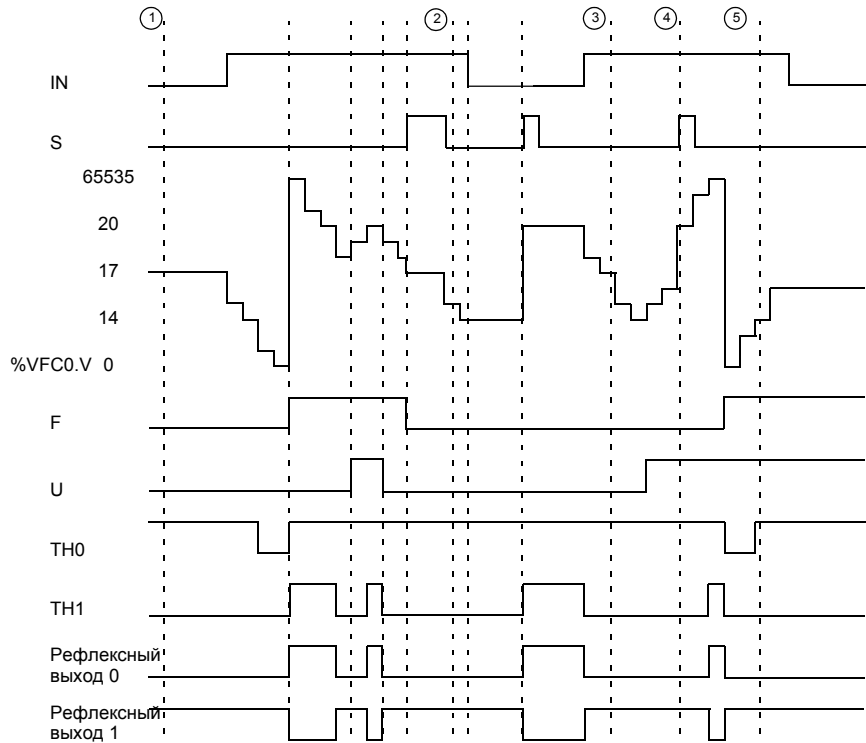 1 2 3 4 5
IN
S
65535
20
17
14
%VFC0.V 0
F
U
TH0
TH1
Рефлексный
выход 0
Рефлексный
выход 1